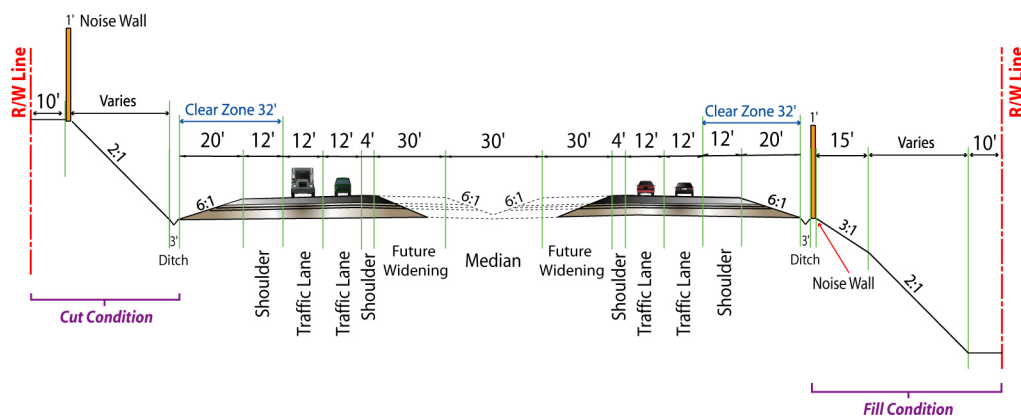 1'
Noise Wall
R/W Line
10'
Varies
Clear Zone 32'
20'
12'
12'
12'
4'
30'
30'
30'
4'
12'
12'
12'
20'
Clear Zone 32'
1'
15'
Varies
10'
R/W Line
2:1
6:1
6:1
6:1
6:1
3:1
2:1
3'
Ditch
Shoulder
Traffic Lane
Traffic Lane
Shoulder
Future
Widening
Median
Future
Widening
Shoulder
Traffic Lane
Traffic Lane
Shoulder
3'
Ditch
Noise Wall
Cut Condition
Fill Condition